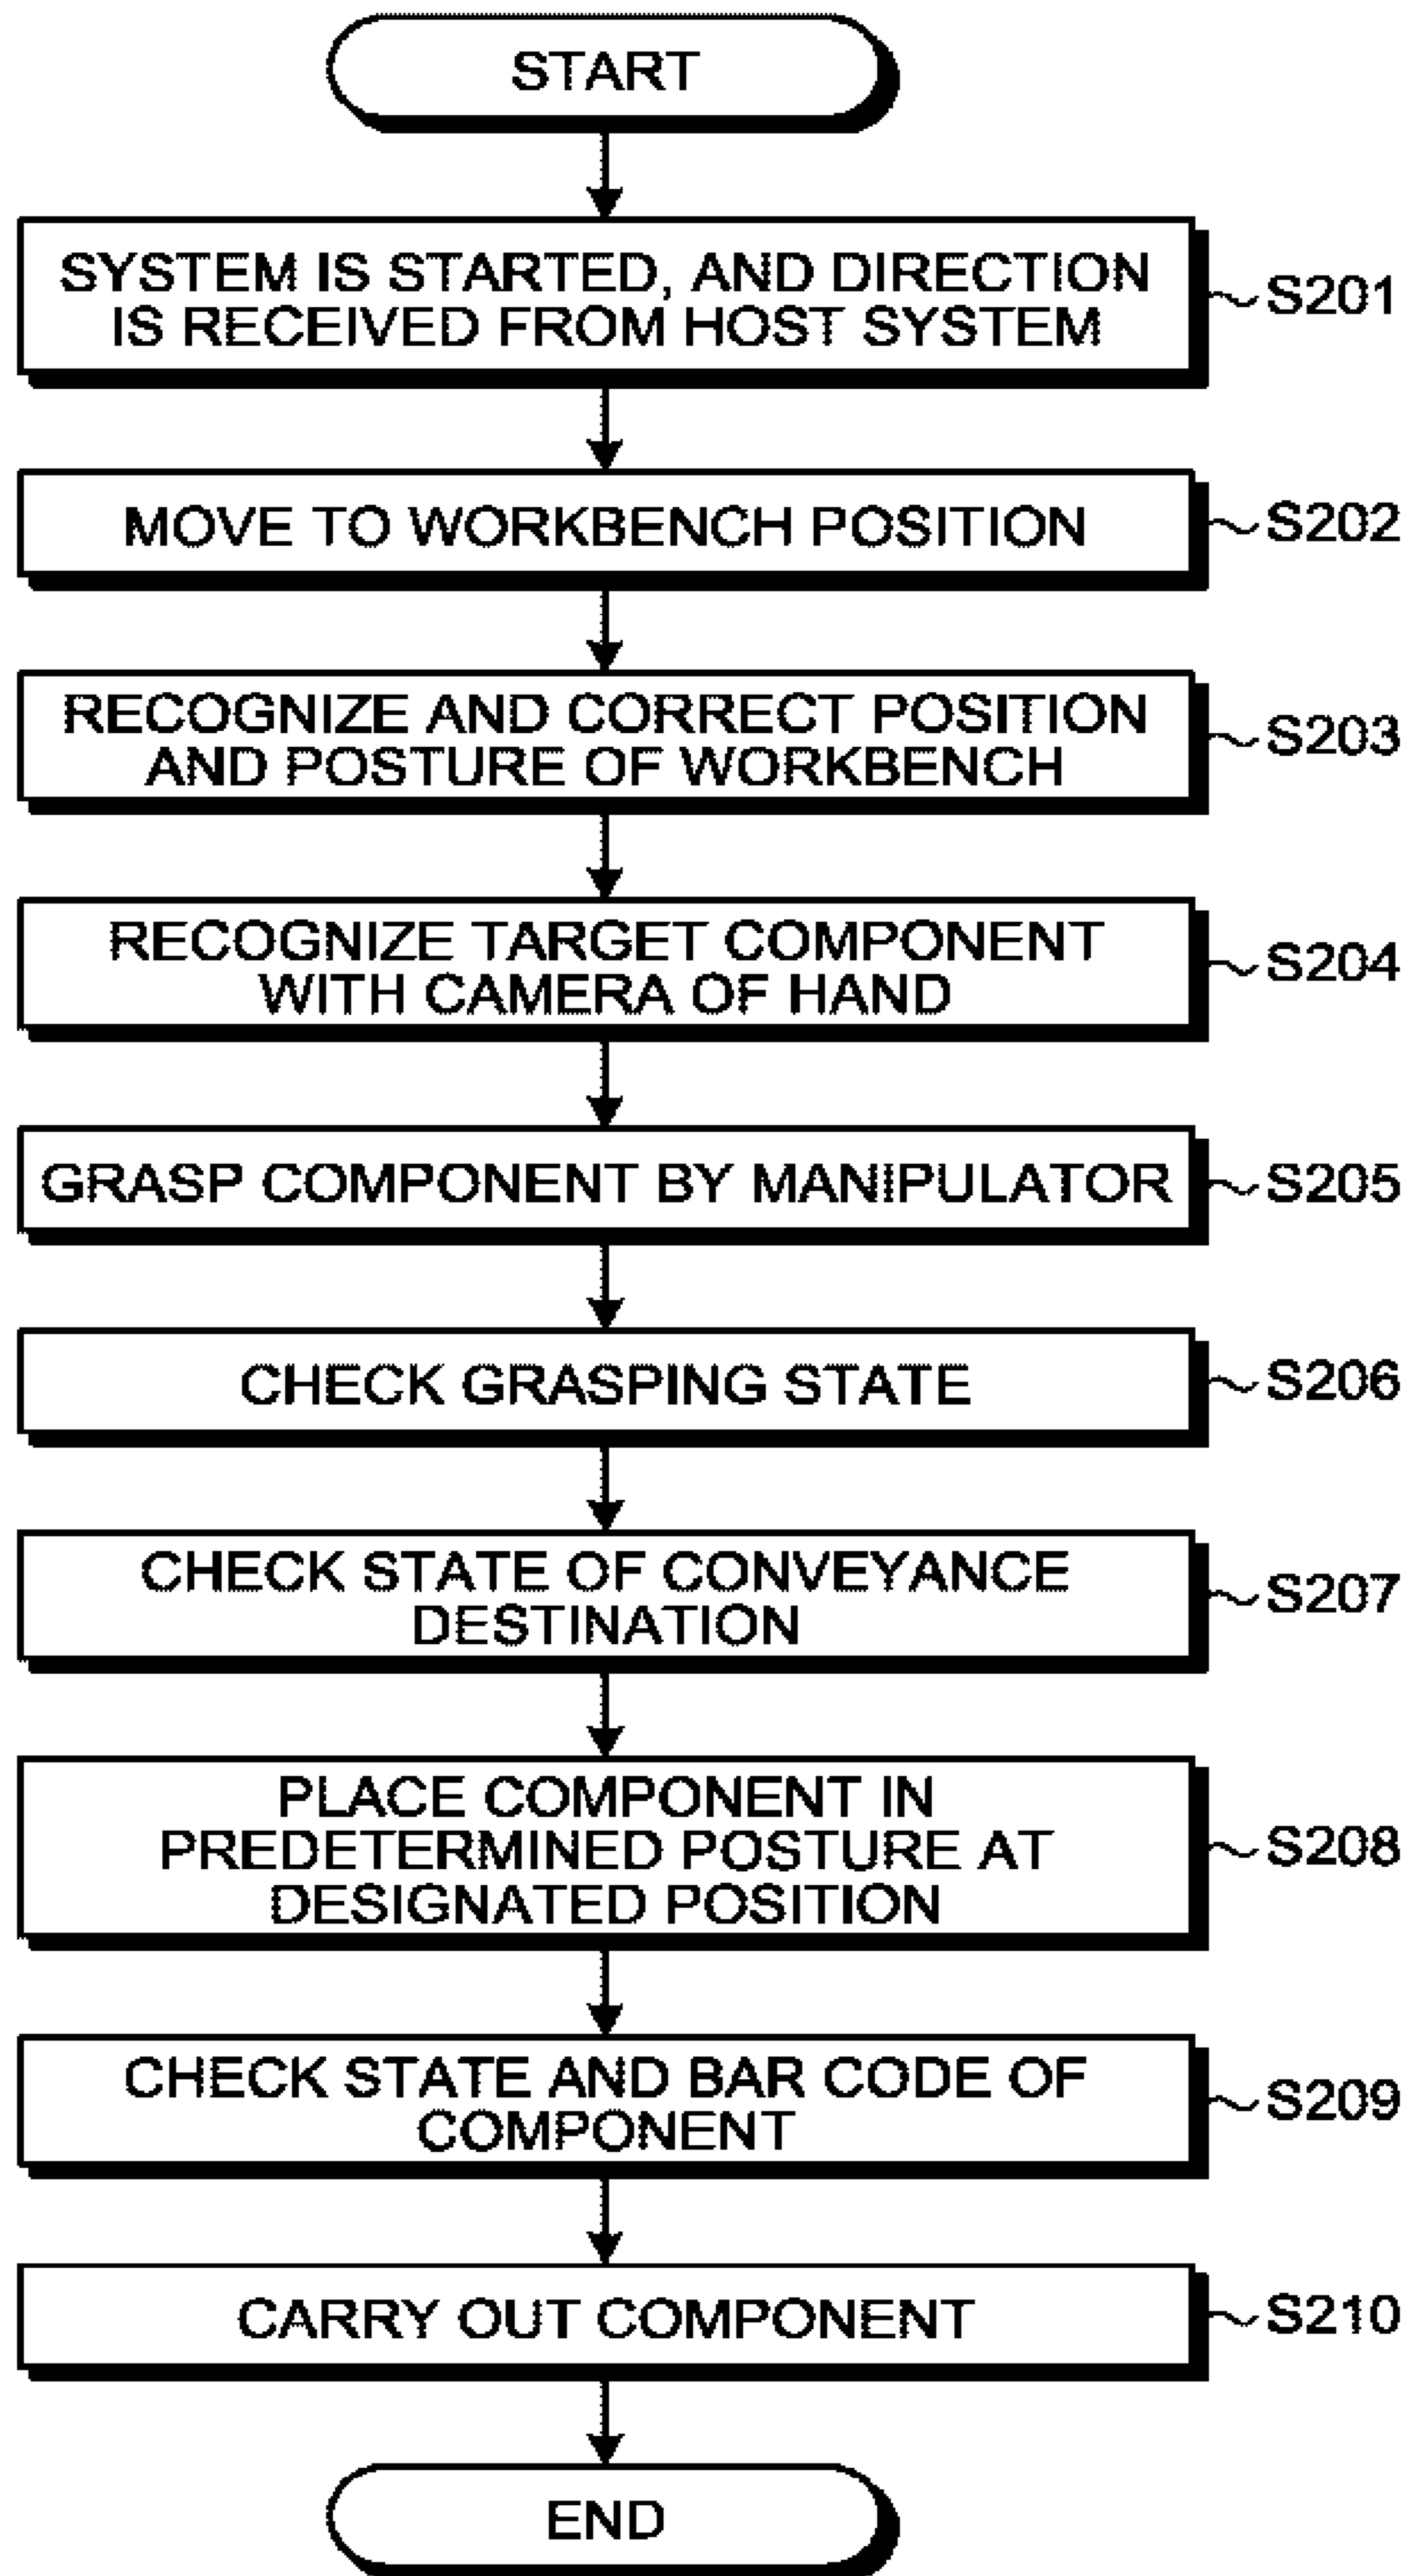 START
SYSTEM IS STARTED, AND DIRECTION
IS RECEIVED FROM HOST SYSTEM
S201
MOVE TO WORKBENCH POSITION
S202
RECOGNIZE AND CORRECT POSITION
AND POSTURE OF WORKBENCH
S203
RECOGNIZE TARGET COMPONENT
WITH CAMERA OF HAND
S204
GRASP COMPONENT BY MANIPULATOR
S205
CHECK GRASPING STATE
S206
CHECK STATE OF CONVEYANCE
DESTINATION
S207
PLACE COMPONENT IN
PREDETERMINED POSTURE AT
DESIGNATED POSITION
S208
CHECK STATE AND BAR CODE OF
COMPONENT
S209
CARRY OUT COMPONENT
S210
END